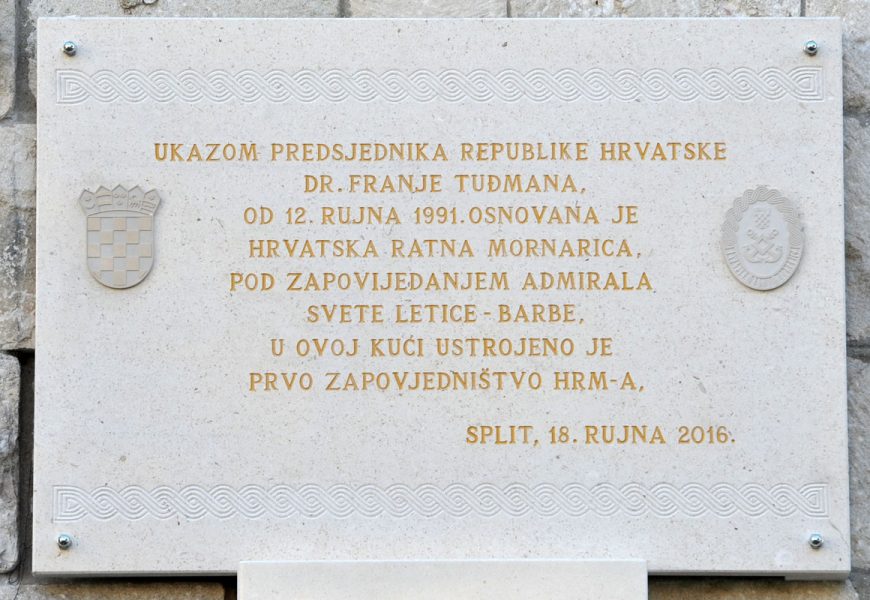 UKAZOM PREDSJEDNIKA REPUBLIKE HRVATSKE
DR. FRANJE TUĐMANA,
OD 12. RUJNA 1991. OSNOVANA JE
HRVATSKA RATNA MORNARICA,
POD ZAPOVIJEDANJEM ADMIRALA
SVETE LETICE - BARBE,
U OVOJ KUĆI USTROJENO JE
PRVO ZAPOVJEDNIŠTVO HRM-A,
SPLIT, 18. RUJNA 2016.